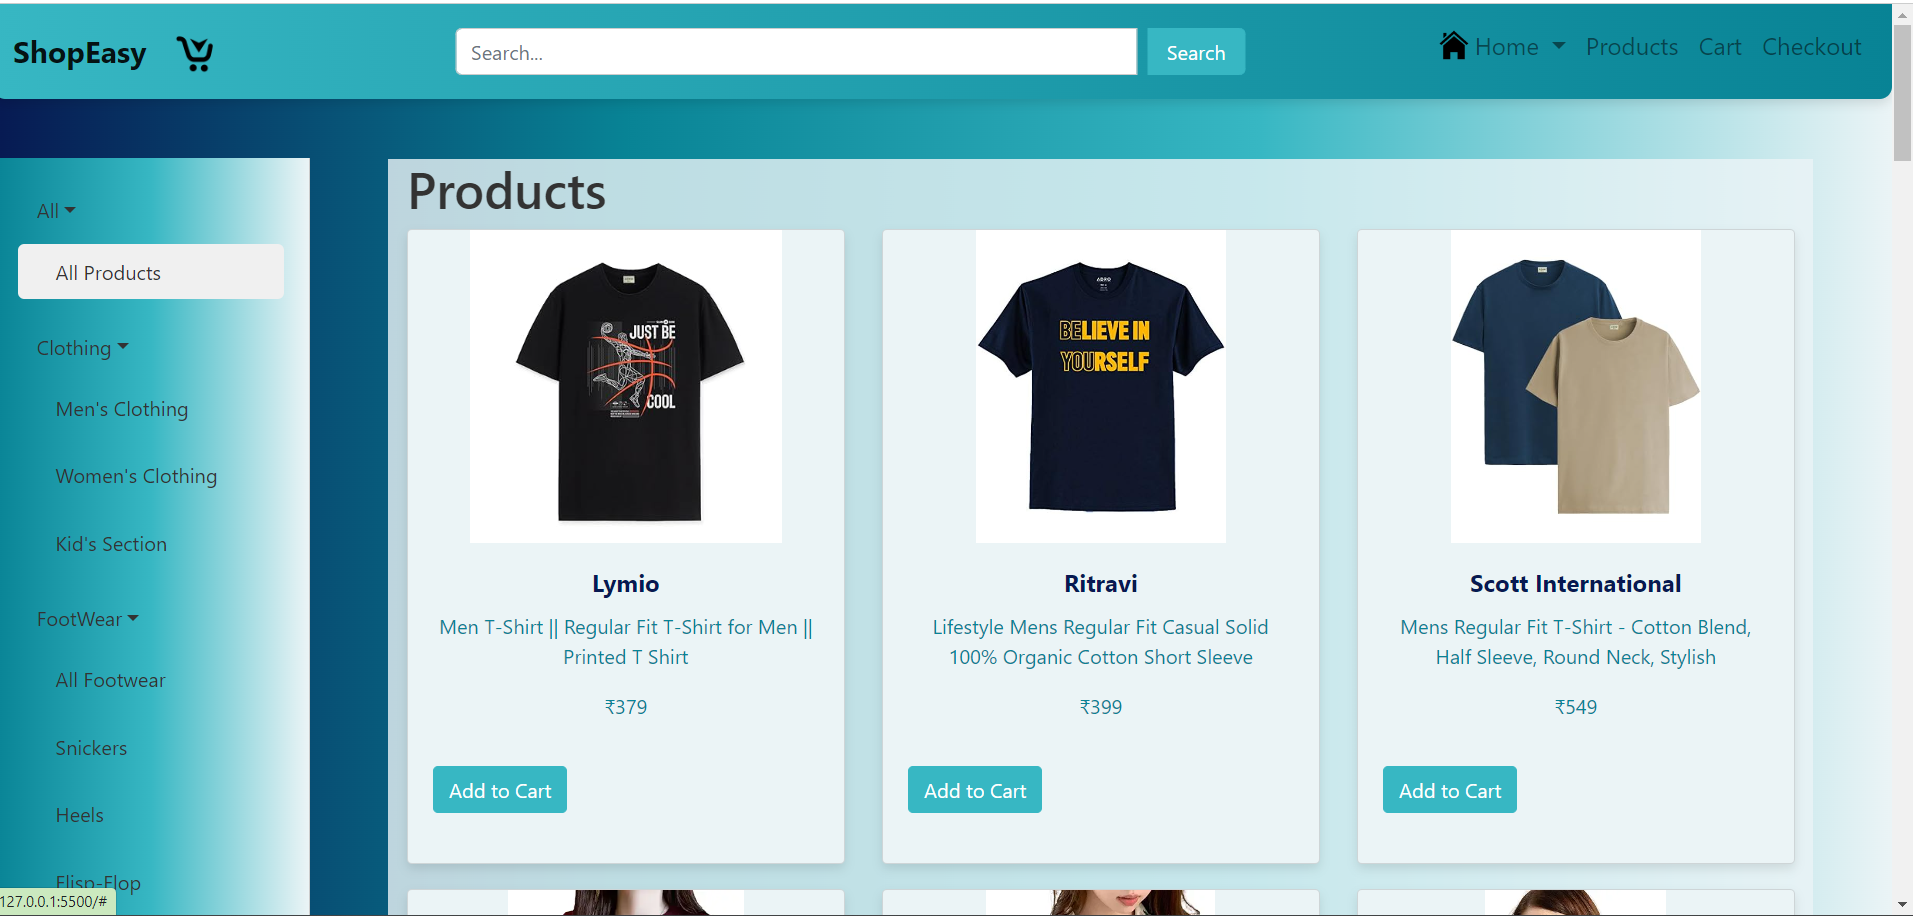 ShopEasy
Search...
Search
Home
Products
Cart
Checkout
All
All Products
Clothing
Men's Clothing
Women's Clothing
Kid's Section
FootWear
All Footwear
Snickers
Heels
Flisp-Flop
127.0.0.1:5500/#
Products
JUST BE
COOL
Lymio
Men T-Shirt || Regular Fit T-Shirt for Men ||
Printed T Shirt
₹379
Add to Cart
BELIEVE IN
YOURSELF
Ritravi
Lifestyle Mens Regular Fit Casual Solid
100% Organic Cotton Short Sleeve
₹399
Add to Cart
Scott International
Mens Regular Fit T-Shirt - Cotton Blend,
Half Sleeve, Round Neck, Stylish
₹549
Add to Cart